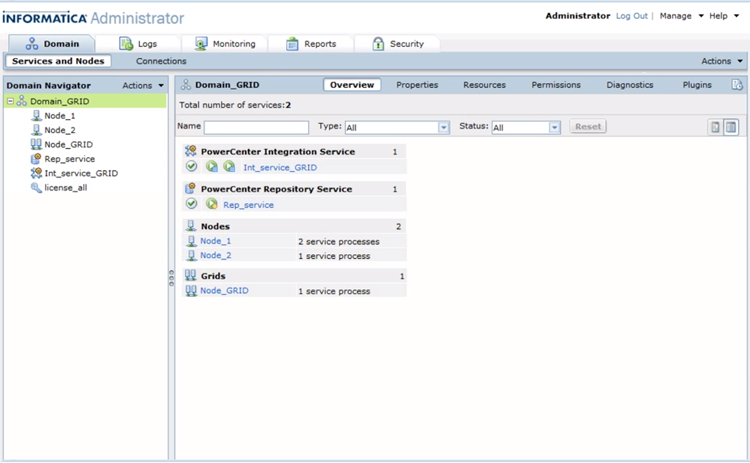 INFORMATICA Administrator
Administrator Log Out | Manage Help
Domain Logs Monitoring Reports Security
Services and Nodes Connections Actions
Domain Navigator Actions
Domain_GRID
Node_1
Node_2
Node_GRID
Rep_service
Int_service_GRID
license_all
Domain_GRID Overview Properties Resources Permissions Diagnostics Plugins
Total number of services:2
Name Type: All Status: All Reset
PowerCenter Integration Service 1
Int_service_GRID
PowerCenter Repository Service 1
Rep_service
Nodes 2
Node_1 2 service processes
Node_2 1 service process
Grids 1
Node_GRID 1 service process